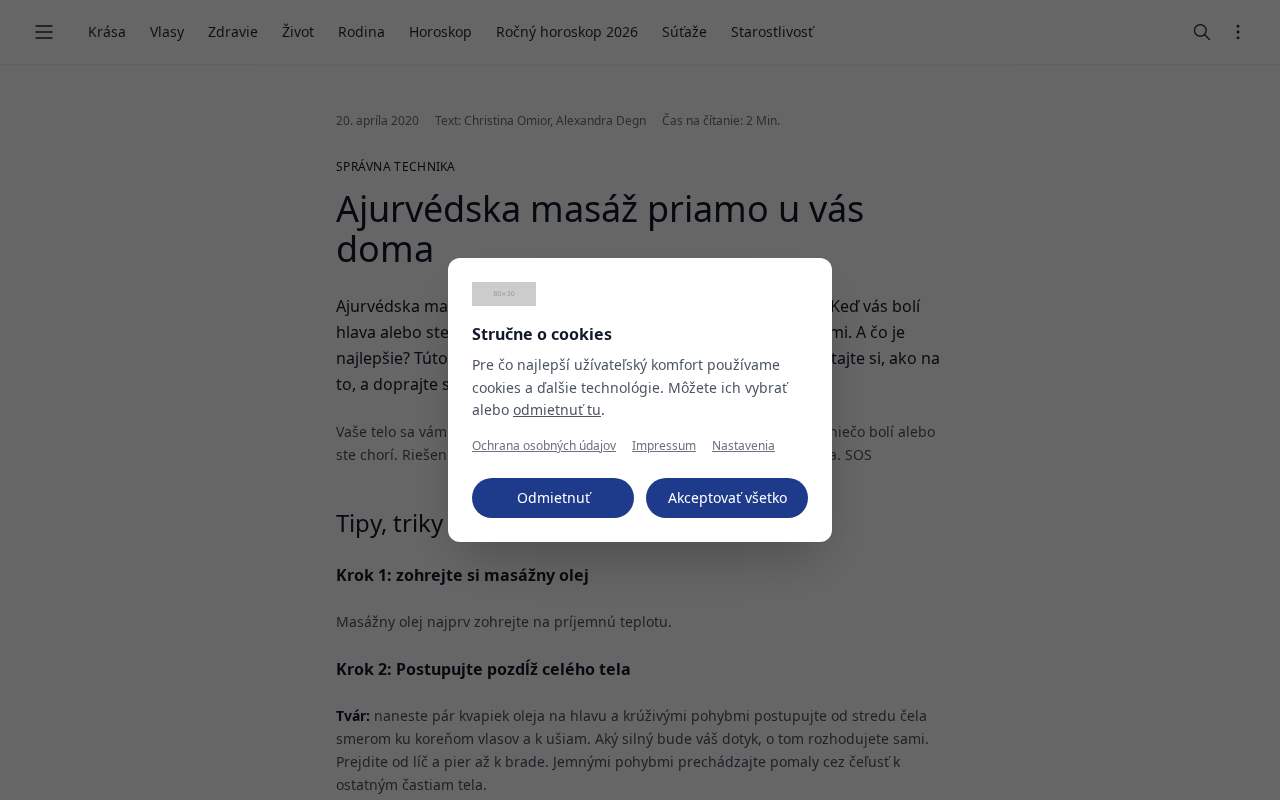 Krása Vlasy Zdravie Život Rodina Horoskop Ročný horoskop 2026 Súťaže Starostlivosť
20. apríla 2020 Text: Christina Omior, Alexandra Degn Čas na čítanie: 2 Min.
SPRÁVNA TECHNIKA
Ajurvédska masáž priamo u vás
doma
Ajurvédska Keď vás bolí
hlava alebo A čo je
najlepšie? Túto si, ako na
to, a doprajte
Vaše telo sa vám bolí alebo
ste chorí. SOS
Tipy, triky
80×30
Stručne o cookies
Pre čo najlepší užívateľský komfort používame
cookies a ďalšie technológie. Môžete ich vybrať
alebo odmietnuť tu.
Ochrana osobných údajov Impressum Nastavenia
Odmietnuť Akceptovať všetko
Krok 1: zohrejte si masážny olej
Masážny olej najprv zohrejte na príjemnú teplotu.
Krok 2: Postupujte pozdĺž celého tela
Tvár: naneste pár kvapiek oleja na hlavu a krúživými pohybmi postupujte od stredu čela
smerom ku koreňom vlasov a k ušiam. Aký silný bude váš dotyk, o tom rozhodujete sami.
Prejdite od líč a pier až k brade. Jemnými pohybmi prechádzajte pomaly cez čeľusť k
ostatným častiam tela.